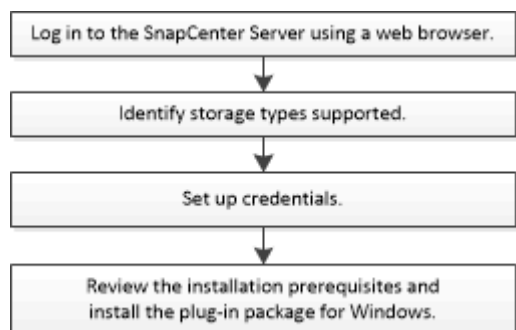 Log in to the SnapCenter Server using a web browser.
Identify storage types supported.
Set up credentials.
Review the installation prerequisites and
install the plug-in package for Windows.